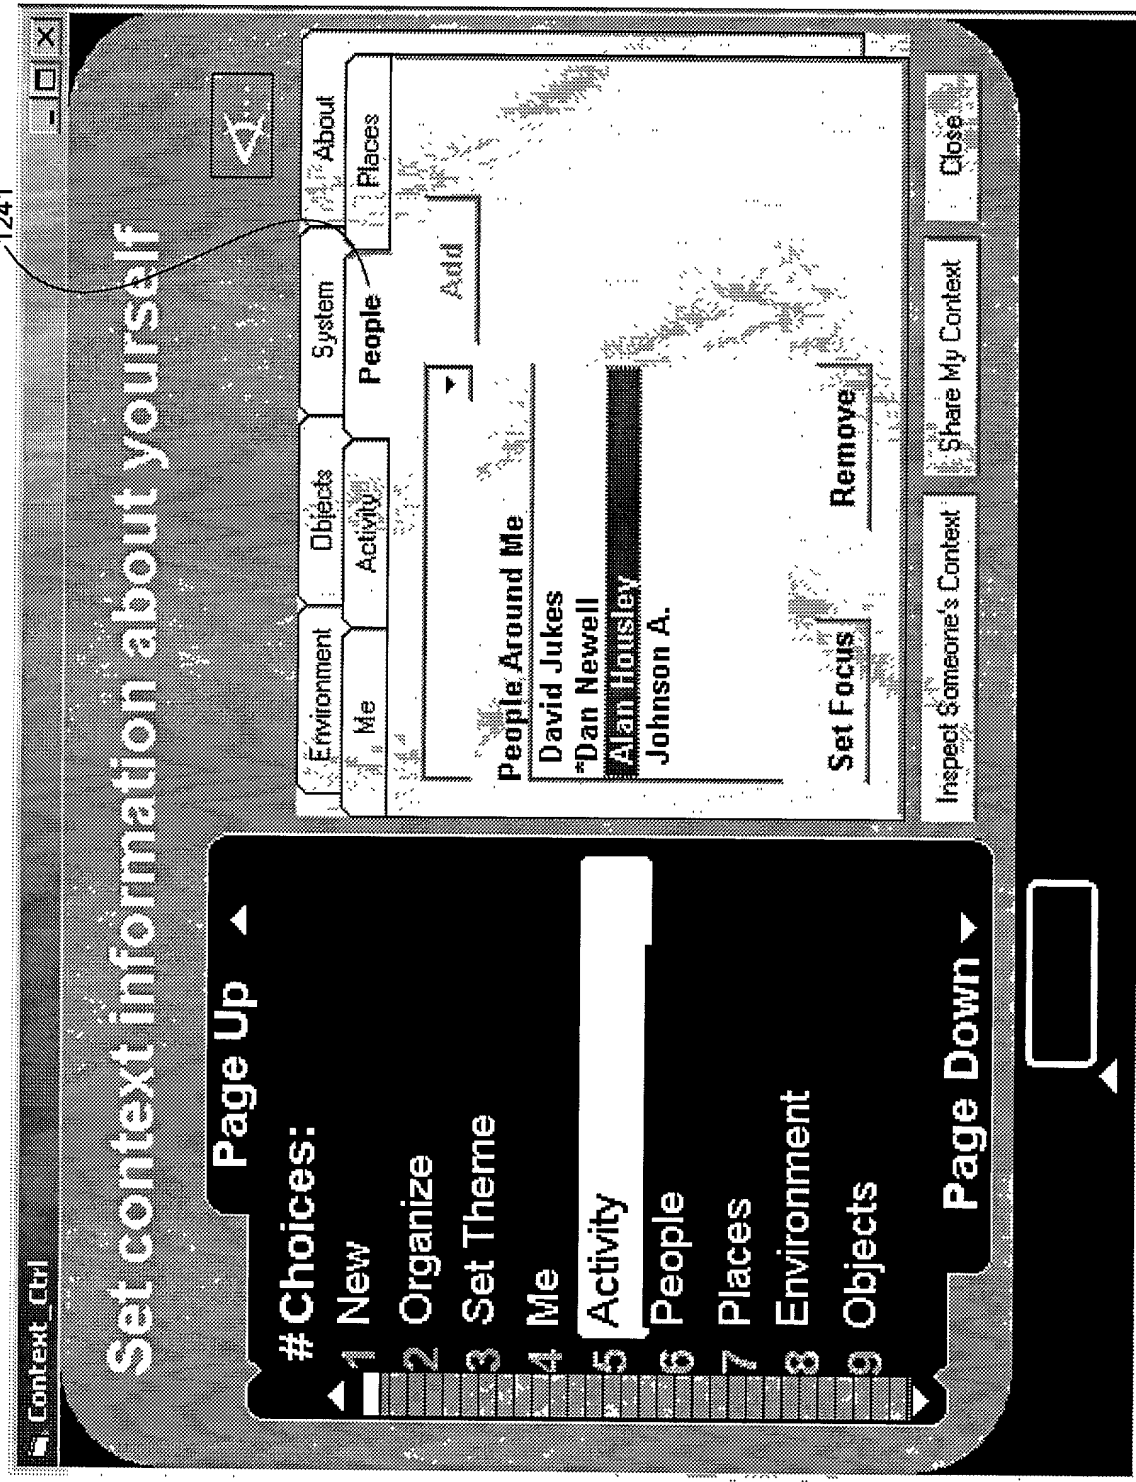 1241
Context_Ctrl
Set context information about yourself
Page Up
#Choices:
1 New
2 Organize
3 Set Theme
4 Me
5 Activity
6 People
7 Places
8 Environment
9 Objects
Page Down
Environment Objects System About
Me Activity People Places
Add
People Around Me
David Jukes
*Dan Newell
Alan Housley
Johnson A.
Set Focus Remove
Inspect Someone's Context Share My Context Close